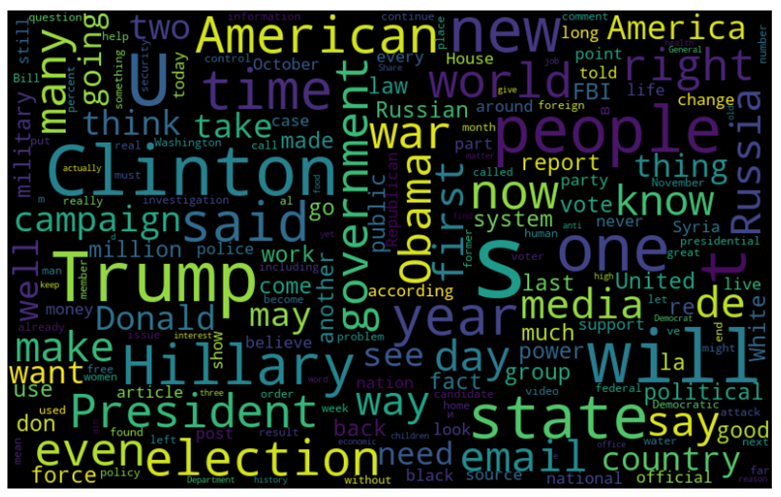 question
information
continue
comment
place
General
health
number
still
help
many
going
two
American
new
long
America
Bill
percent
something
security
today
U
control
October
every
House
point
right
time
Share
world
told
FBI
life
job
give
foreign
change
B
old
military
put
think
take
law
case
made
Russian
around
war
month
part
people
Russia
actually
real
Washington
call
must
government
public
Republican
matter
report
thing
Clinton
food
Obama
first
called
party
November
now
vote
know
m
really
investigation
al
go
campaign
said
d
yet
find
anti
system
former
human
never
Syria
presidential
well
million
police
work
S
one
t
voter
great
man
keep
member
Trump
including
come
another
according
last
high
United
live
money
become
Donald
may
year
media
re
let
Democrat
de
White
already
issue
interest
believe
problem
much
support
ve
end
might
make
show
Hillary
see
day
power
la
will
want
women
free
fact
group
use
article
three
order
word
nation
candidate
video
federal
political
don
used
President
week
way
home
state
Democratic
attack
say
good
mean
found
left
post
result
back
look
office
water
next
even
election
economic
children
need
email
country
force
policy
Department
history
without
black
source
national
official
far
reason